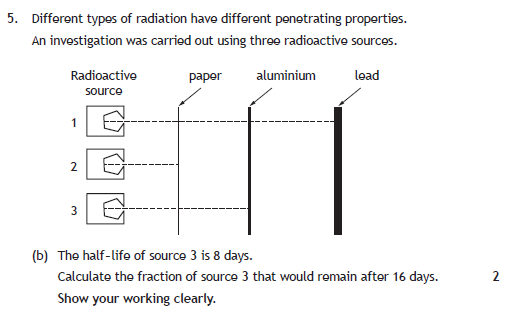 5. Different types of radiation have different penetrating properties.
An investigation was carried out using three radioactive sources.
Radioactive source
paper
aluminium
lead
1
2
3
(b) The half-life of source 3 is 8 days.
Calculate the fraction of source 3 that would remain after 16 days. 2
Show your working clearly.